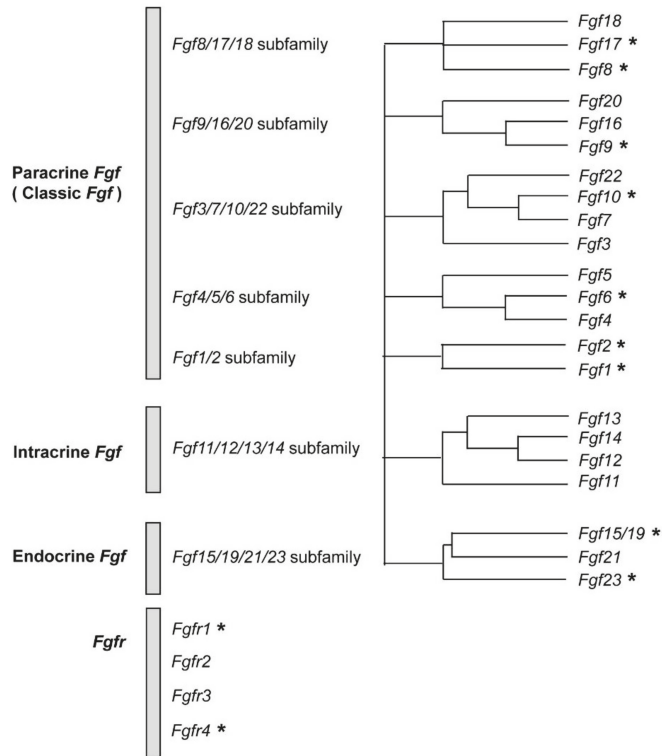 Fgf18
Fgf8/17/18 subfamily
Fgf17 *
Fgf8 *
Fgf20
Fgf9/16/20 subfamily
Fgf16
Fgf9 *
Paracrine Fgf
( Classic Fgf )
Fgf22
Fgf10 *
Fgf3/7/10/22 subfamily
Fgf7
Fgf3
Fgf5
Fgf4/5/6 subfamily
Fgf6 *
Fgf4
Fgf2 *
Fgf1/2 subfamily
Fgf1 *
Fgf13
Fgf14
Intracrine Fgf
Fgf11/12/13/14 subfamily
Fgf12
Fgf11
Fgf15/19 *
Endocrine Fgf
Fgf15/19/21/23 subfamily
Fgf21
Fgf23 *
Fgfr
Fgfr1 *
Fgfr2
Fgfr3
Fgfr4 *